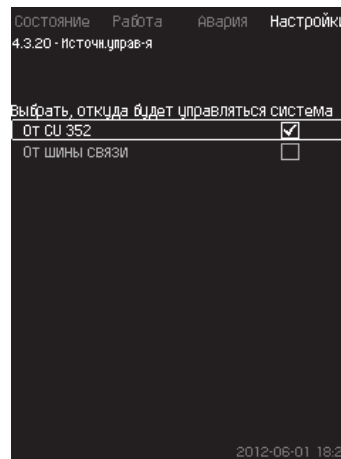 Состояние Работа Авария Настройки
4.3.20 - Источн.управ-я
Выбрать, откуда будет управляться система
От CU 352
От шины связи
2012-06-01 18:2